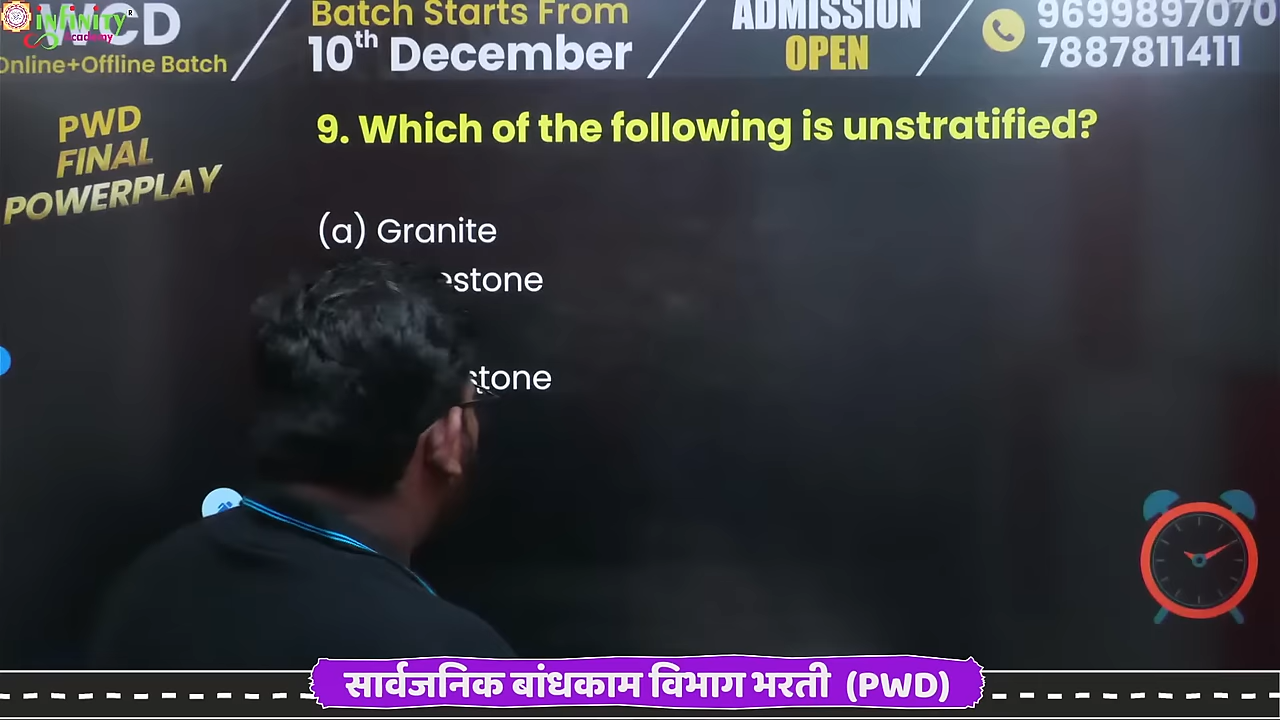 infinity
Academy
WCD
Online+Offline Batch
Batch Starts From
10th December
ADMISSION
OPEN
9699897070
7887811411
PWD
FINAL
POWERPLAY
9. Which of the following is unstratified?
(a) Granite
estone
stone
सार्वजनिक बांधकाम विभाग भरती (PWD)